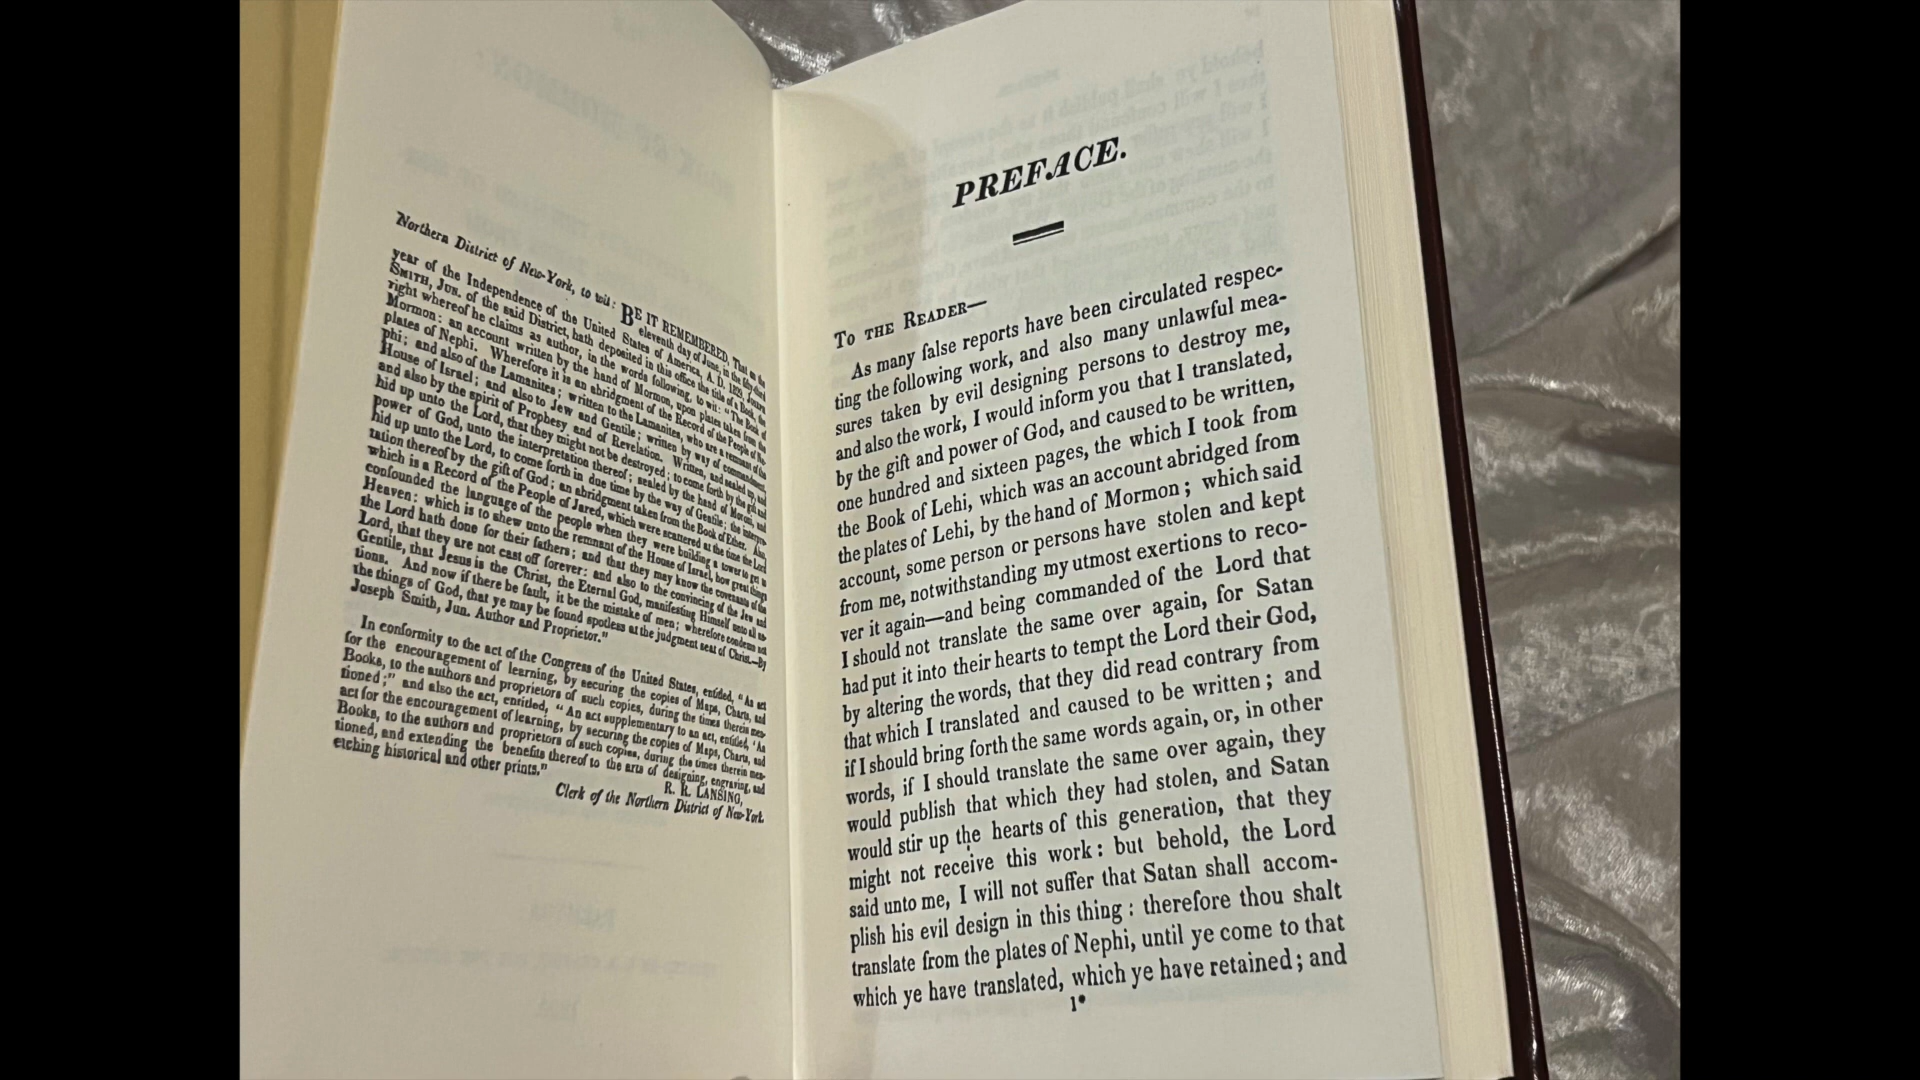 Northern District of New-York, to wit:
BE IT REMEMBERED, That on the
eleventh day of June, in the fifty-third
year of the Independence of the United States of America, A. D. 1829, JOSEPH
SMITH, JUN. of the said District, hath deposited in this office the title of a Book, the
right whereof he claims as author, in the words following, to wit: "The Book of
Mormon: an account written by the hand of Mormon, upon plates taken from the
plates of Nephi. Wherefore it is an abridgment of the Record of the People of Ne-
phi; and also of the Lamanites; written to the Lamanites, who are a remnant of the
House of Israel; and also to Jew and Gentile; written by way of commandment,
and also by the spirit of Prophesy and of Revelation. Written, and sealed up, and
hid up unto the Lord, that they might not be destroyed; to come forth by the gift and
power of God, unto the interpretation thereof; sealed by the hand of Moroni, and
hid up unto the Lord, to come forth in due time by the way of Gentile; the interpre-
tation thereof by the gift of God; an abridgment taken from the Book of Ether. Also,
which is a Record of the People of Jared, which were scattered at the time the Lord
confounded the language of the people when they were building a tower to get to
Heaven: which is to shew unto the remnant of the House of Israel, how great things
the Lord hath done for their fathers; and that they may know the covenants of the
Lord, that they are not cast off forever: and also to the convincing of the Jew and
Gentile, that Jesus is the Christ, the Eternal God, manifesting Himself unto all na-
tions. And now if there be fault, it be the mistake of men; wherefore condemn not
the things of God, that ye may be found spotless at the judgment seat of Christ.—By
Joseph Smith, Jun. Author and Proprietor."
In conformity to the act of the Congress of the United States, entitled, "An act
for the encouragement of learning, by securing the copies of Maps, Charts, and
Books, to the authors and proprietors of such copies, during the times therein men-
tioned;" and also the act, entitled, "An act supplementary to an act, entitled, 'An
act for the encouragement of learning, by securing the copies of Maps, Charts, and
Books, to the authors and proprietors of such copies, during the times therein men-
tioned, and extending the benefits thereof to the arts of designing, engraving, and
etching historical and other prints."
R. R. LANSING,
Clerk of the Northern District of New-York.
PREFACE.
TO THE READER—
As many false reports have been circulated respec-
ting the following work, and also many unlawful mea-
sures taken by evil designing persons to destroy me,
and also the work, I would inform you that I translated,
by the gift and power of God, and caused to be written,
one hundred and sixteen pages, the which I took from
the Book of Lehi, which was an account abridged from
the plates of Lehi, by the hand of Mormon; which said
account, some person or persons have stolen and kept
from me, notwithstanding my utmost exertions to reco-
ver it again—and being commanded of the Lord that
I should not translate the same over again, for Satan
had put it into their hearts to tempt the Lord their God,
by altering the words, that they did read contrary from
that which I translated and caused to be written; and
if I should bring forth the same words again, or, in other
words, if I should translate the same over again, they
would publish that which they had stolen, and Satan
would stir up the hearts of this generation, that they
might not receive this work: but behold, the Lord
said unto me, I will not suffer that Satan shall accom-
plish his evil design in this thing: therefore thou shalt
translate from the plates of Nephi, until ye come to that
which ye have translated, which ye have retained; and
1*